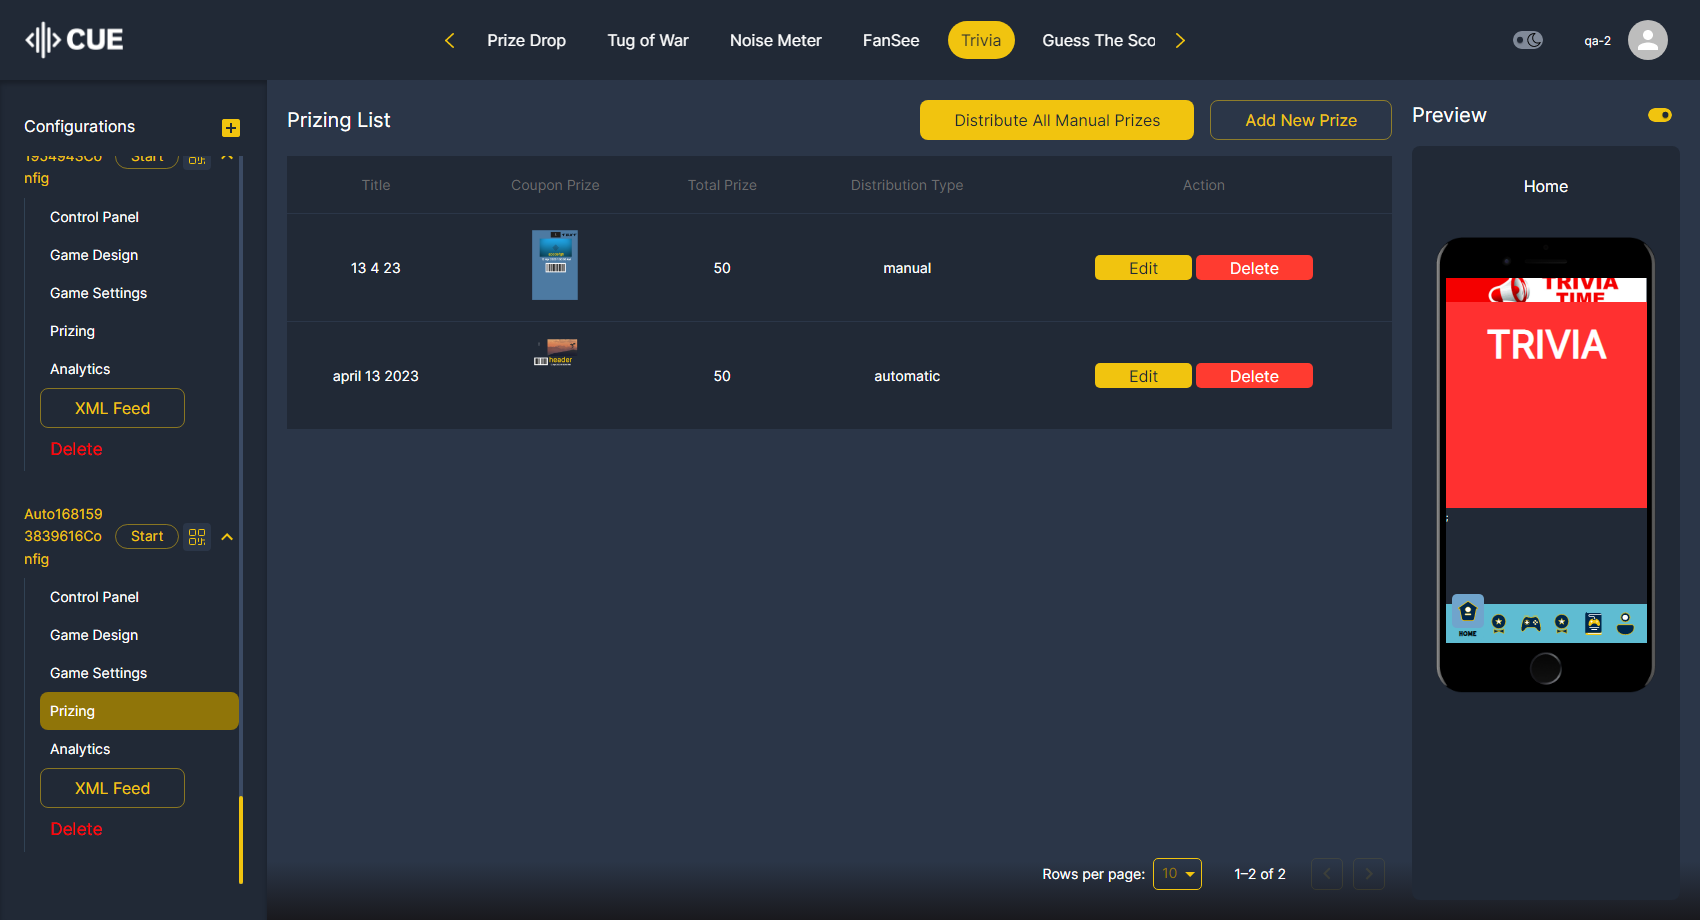 CUE
Prize Drop
Tug of War
Noise Meter
FanSee
Trivia
Guess The Sco
qa-2
Configurations
1954943Co
nfig
Start
Control Panel
Game Design
Game Settings
Prizing
Analytics
XML Feed
Delete
Auto168159
3839616Co
nfig
Start
Control Panel
Game Design
Game Settings
Prizing
Analytics
XML Feed
Delete
Prizing List
Distribute All Manual Prizes
Add New Prize
Title
Coupon Prize
Total Prize
Distribution Type
Action
13 4 23
50
manual
Edit
Delete
april 13 2023
header
50
automatic
Edit
Delete
Rows per page:
10
1–2 of 2
Preview
Home
TRIVIA
TIME
TRIVIA
;
HOME